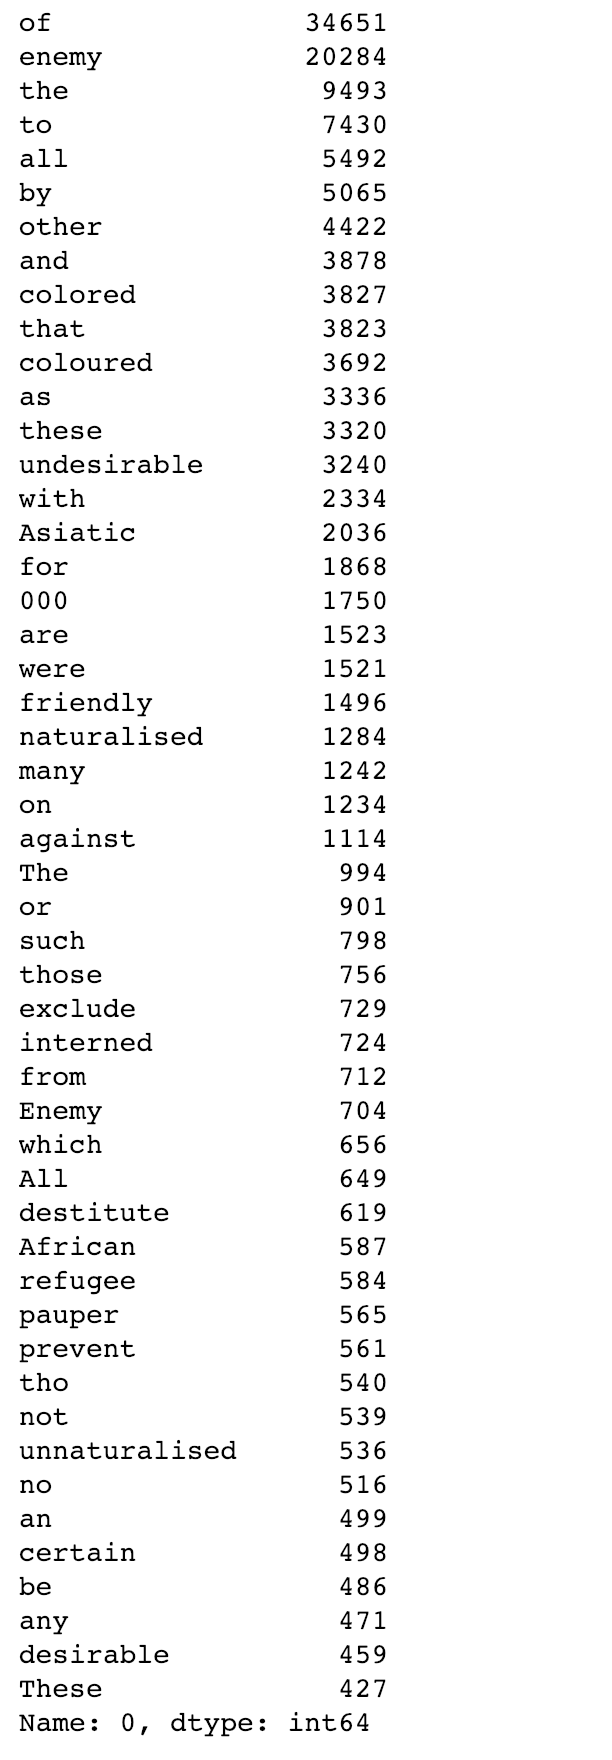 of 34651
enemy 20284
the 9493
to 7430
all 5492
by 5065
other 4422
and 3878
colored 3827
that 3823
coloured 3692
as 3336
these 3320
undesirable 3240
with 2334
Asiatic 2036
for 1868
000 1750
are 1523
were 1521
friendly 1496
naturalised 1284
many 1242
on 1234
against 1114
The 994
or 901
such 798
those 756
exclude 729
interned 724
from 712
Enemy 704
which 656
All 649
destitute 619
African 587
refugee 584
pauper 565
prevent 561
tho 540
not 539
unnaturalised 536
no 516
an 499
certain 498
be 486
any 471
desirable 459
These 427
Name: 0, dtype: int64